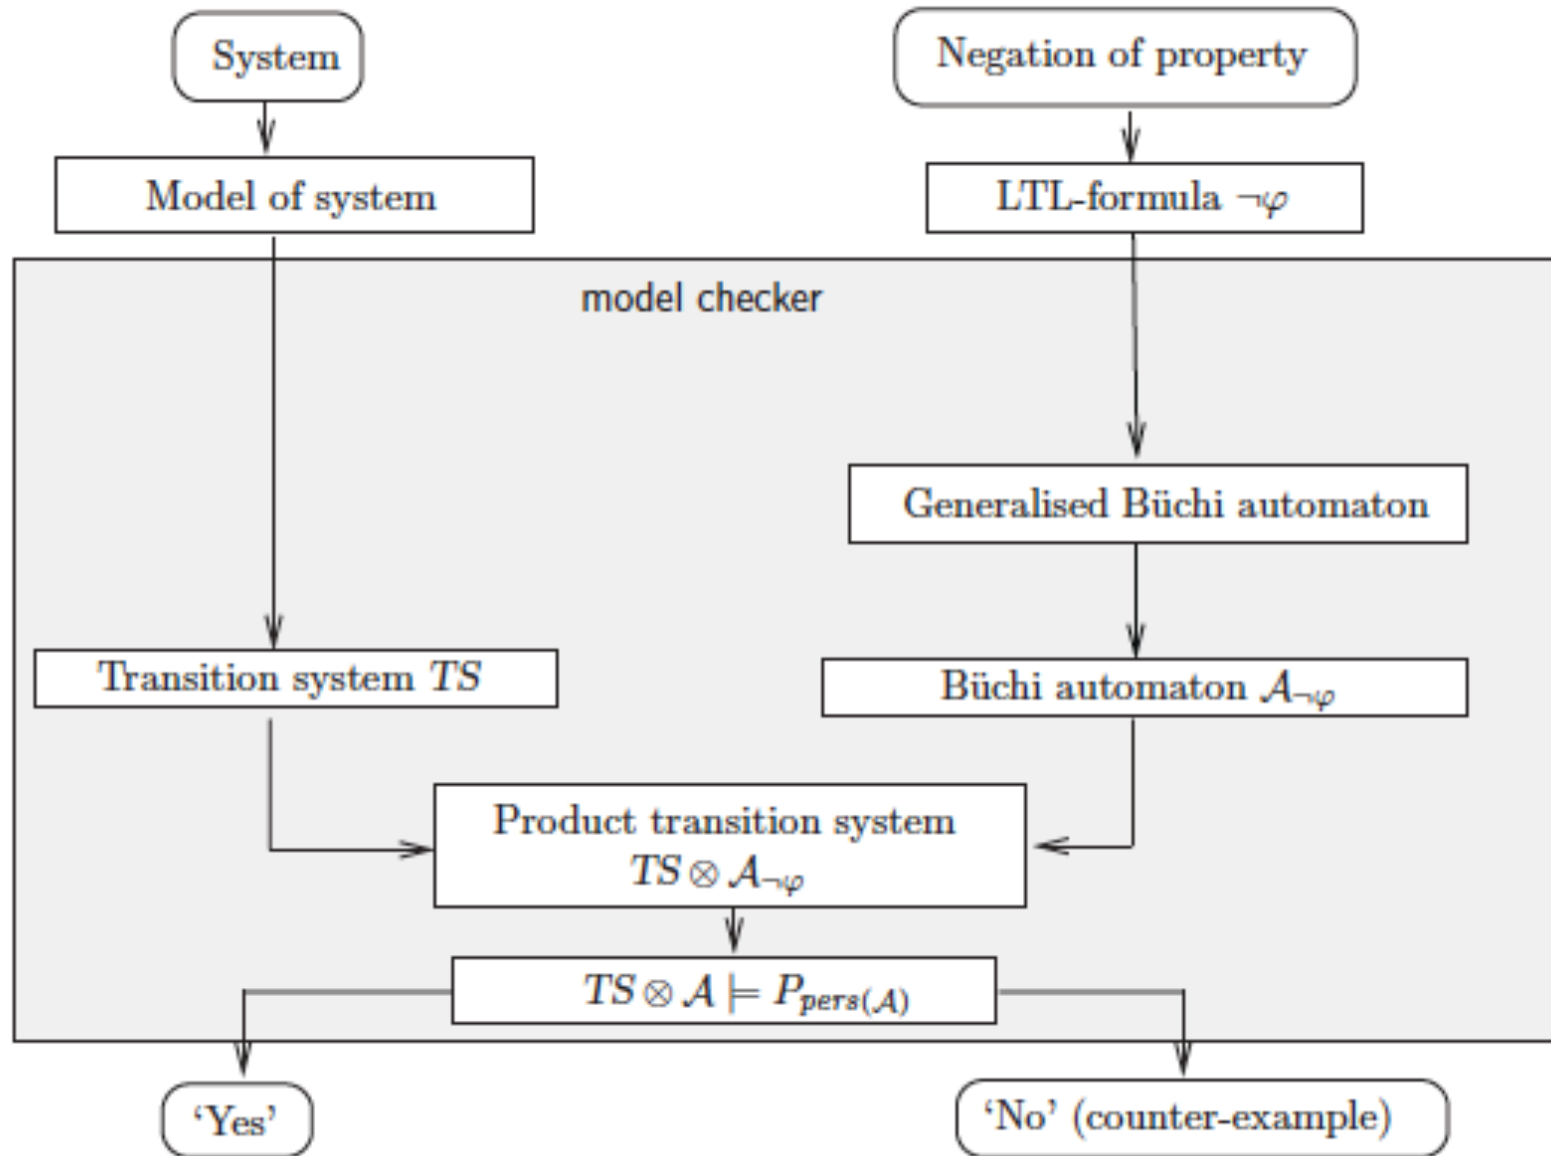 System
Negation of property
Model of system
LTL-formula ¬φ
model checker
Generalised Büchi automaton
Transition system TS
Büchi automaton 𝒜¬φ
Product transition system
TS ⊗ 𝒜¬φ
TS ⊗ 𝒜 ⊨ Ppers(𝒜)
‘Yes’
‘No’ (counter-example)